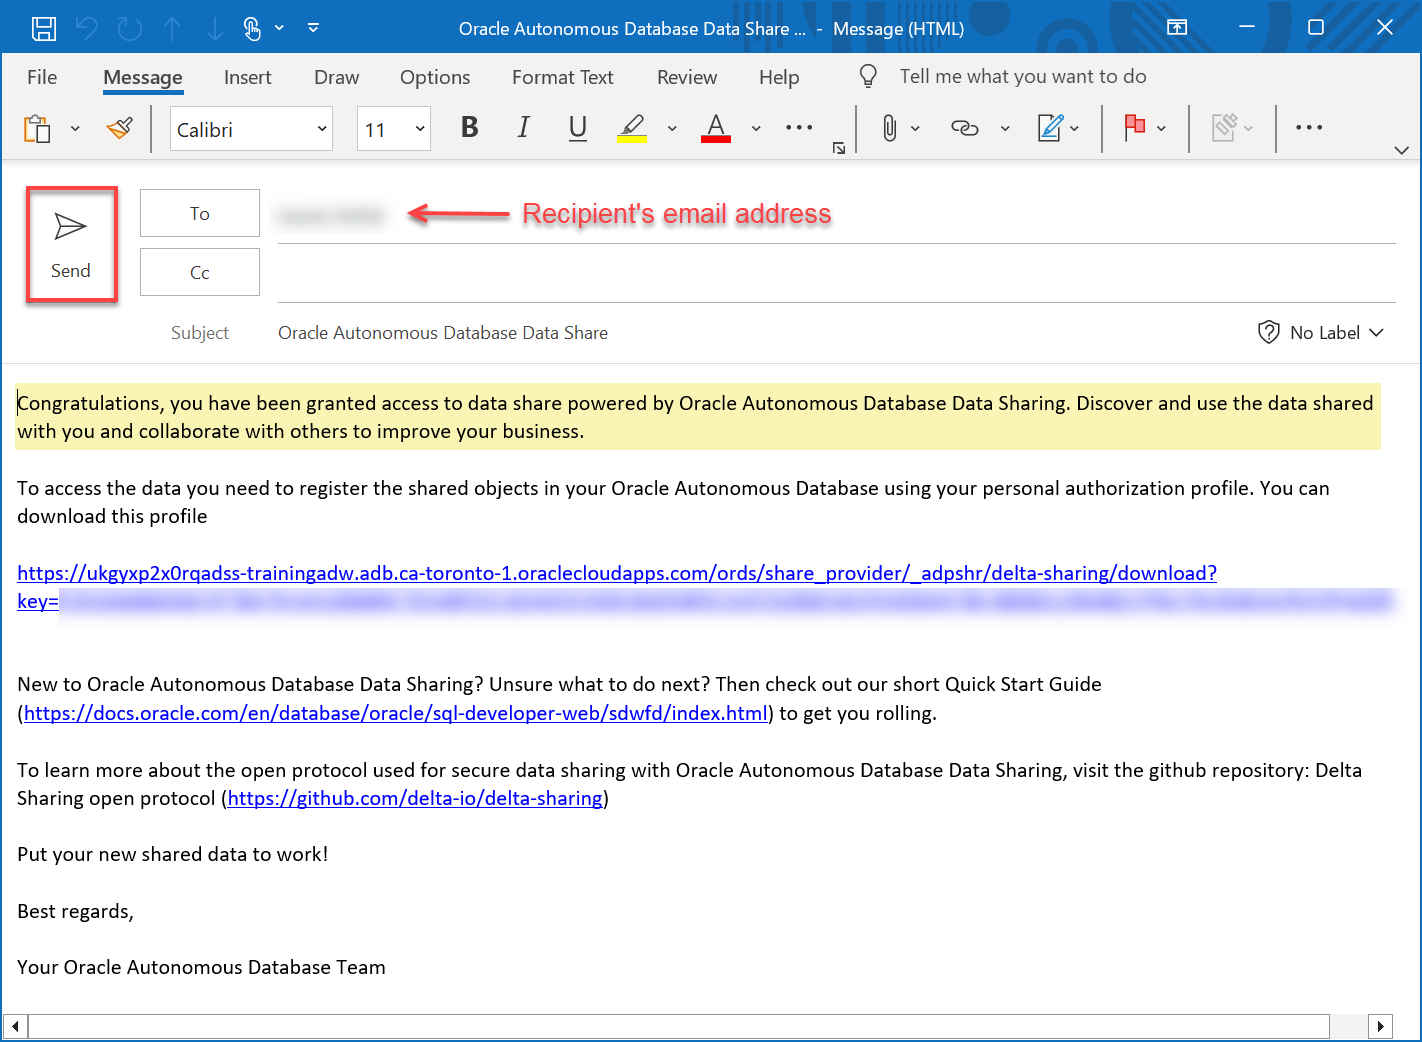 Oracle Autonomous Database Data Share ... - Message (HTML)
File Message Insert Draw Options Format Text Review Help Tell me what you want to do
Calibri 11 B I U A
To Recipient's email address
Send
Cc
Subject Oracle Autonomous Database Data Share No Label
Congratulations, you have been granted access to data share powered by Oracle Autonomous Database Data Sharing. Discover and use the data shared
with you and collaborate with others to improve your business.
To access the data you need to register the shared objects in your Oracle Autonomous Database using your personal authorization profile. You can
download this profile
https://ukgyxp2x0rqadss-trainingadw.adb.ca-toronto-1.oraclecloudapps.com/ords/share_provider/_adpshr/delta-sharing/download?
key=
New to Oracle Autonomous Database Data Sharing? Unsure what to do next? Then check out our short Quick Start Guide
(https://docs.oracle.com/en/database/oracle/sql-developer-web/sdwfd/index.html) to get you rolling.
To learn more about the open protocol used for secure data sharing with Oracle Autonomous Database Data Sharing, visit the github repository: Delta
Sharing open protocol (https://github.com/delta-io/delta-sharing)
Put your new shared data to work!
Best regards,
Your Oracle Autonomous Database Team